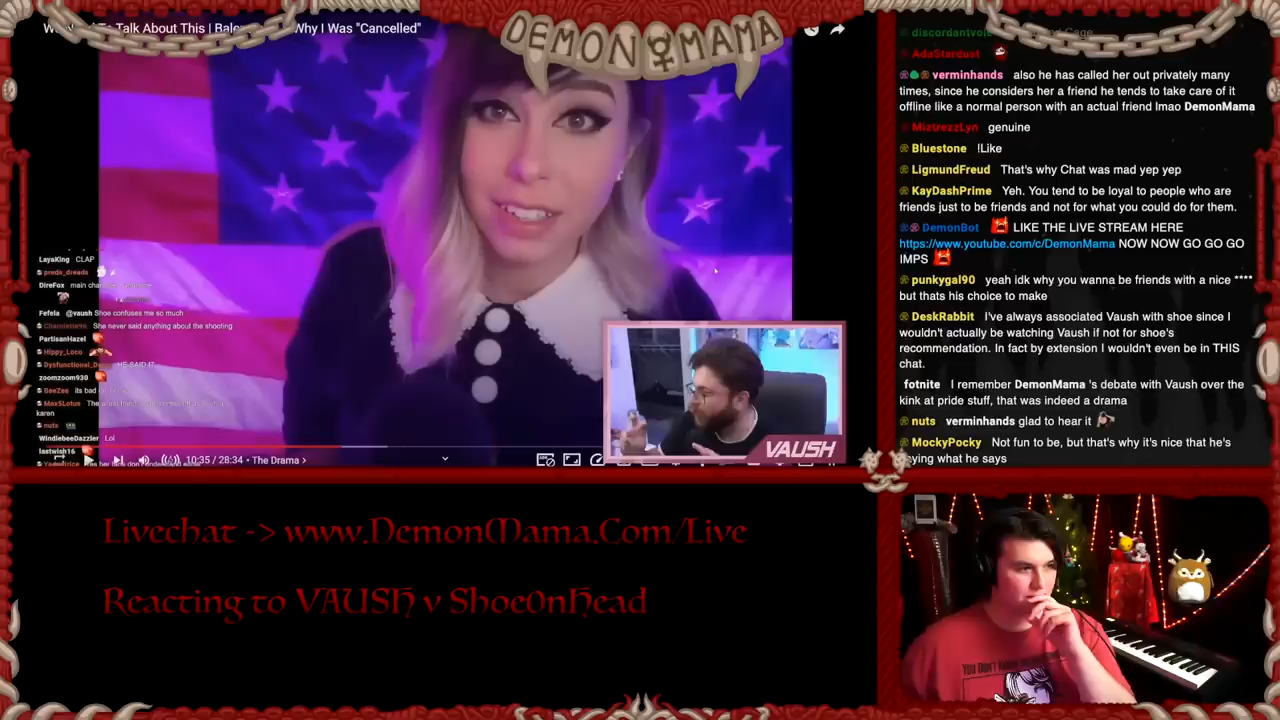 To Talk About This | Bale
Why I Was "Cancelled"
DEMON MAMA
LayaKing CLAP
DireFox
Fefela @vaush Shoe confuses me so much
She never said anything about the shooting
PartisanHazel
Hippy_Loco
zoomzoom930
BeeZee
karen
nuts
WindiebeeDazzler Lol
lastwish16
10:35 / 28:34 • The Drama ›
VAUSH
AdaStardust
verminhands also he has called her out privately many
times, since he considers her a friend he tends to take care of it
offline like a normal person with an actual friend lmao DemonMama
MiztrezzLyn genuine
Bluestone !Like
LigmundFreud That's why Chat was mad yep yep
KayDashPrime Yeh. You tend to be loyal to people who are
friends just to be friends and not for what you could do for them.
DemonBot LIKE THE LIVE STREAM HERE
https://www.youtube.com/c/DemonMama NOW NOW GO GO GO
IMPS
punkygal90 yeah idk why you wanna be friends with a nice ****
but thats his choice to make
DeskRabbit I've always associated Vaush with shoe since I
wouldn't actually be watching Vaush if not for shoe's
recommendation. In fact by extension I wouldn't even be in THIS
chat.
fotnite I remember DemonMama 's debate with Vaush over the
kink at pride stuff, that was indeed a drama
nuts verminhands glad to hear it
MockyPocky Not fun to be, but that's why it's nice that he's
saying what he says
Livechat -> www.DemonMama.Com/Live
Reacting to VAUSH v Shoe0nHead